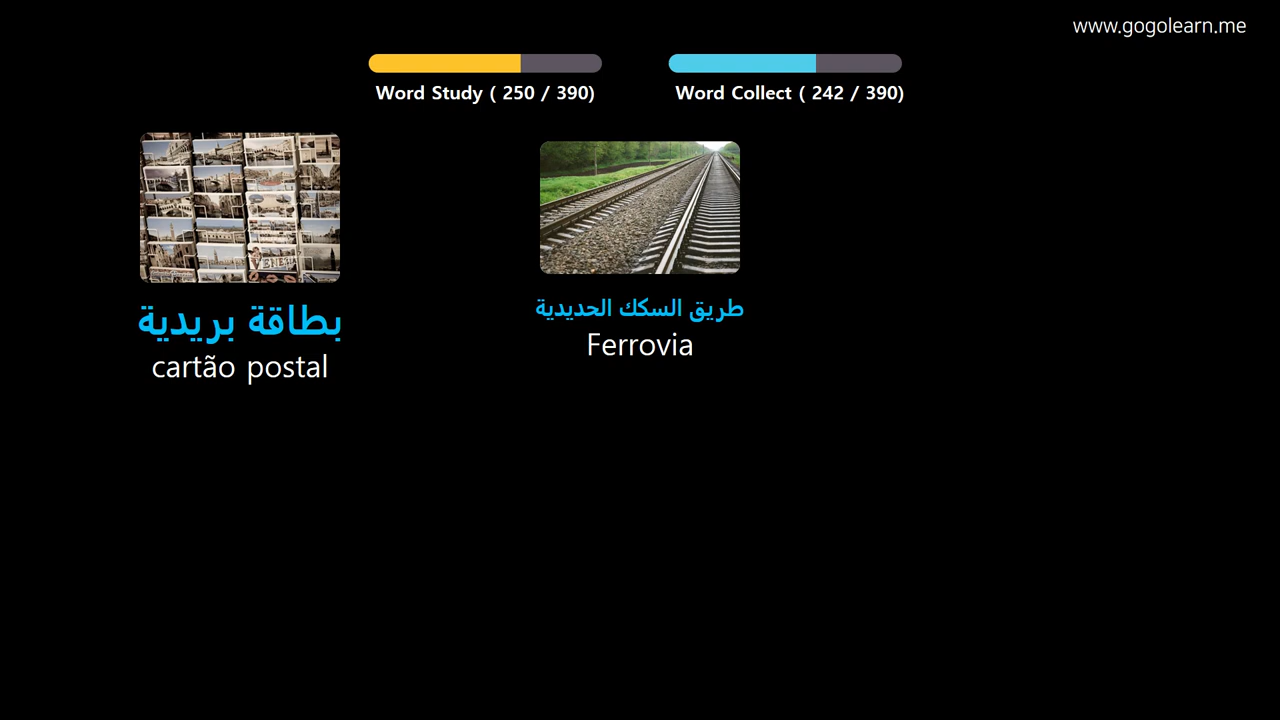 www.gogolearn.me
Word Study ( 250 / 390)
Word Collect ( 242 / 390)
بطاقة بريدية
cartão postal
طريق السكك الحديدية
Ferrovia